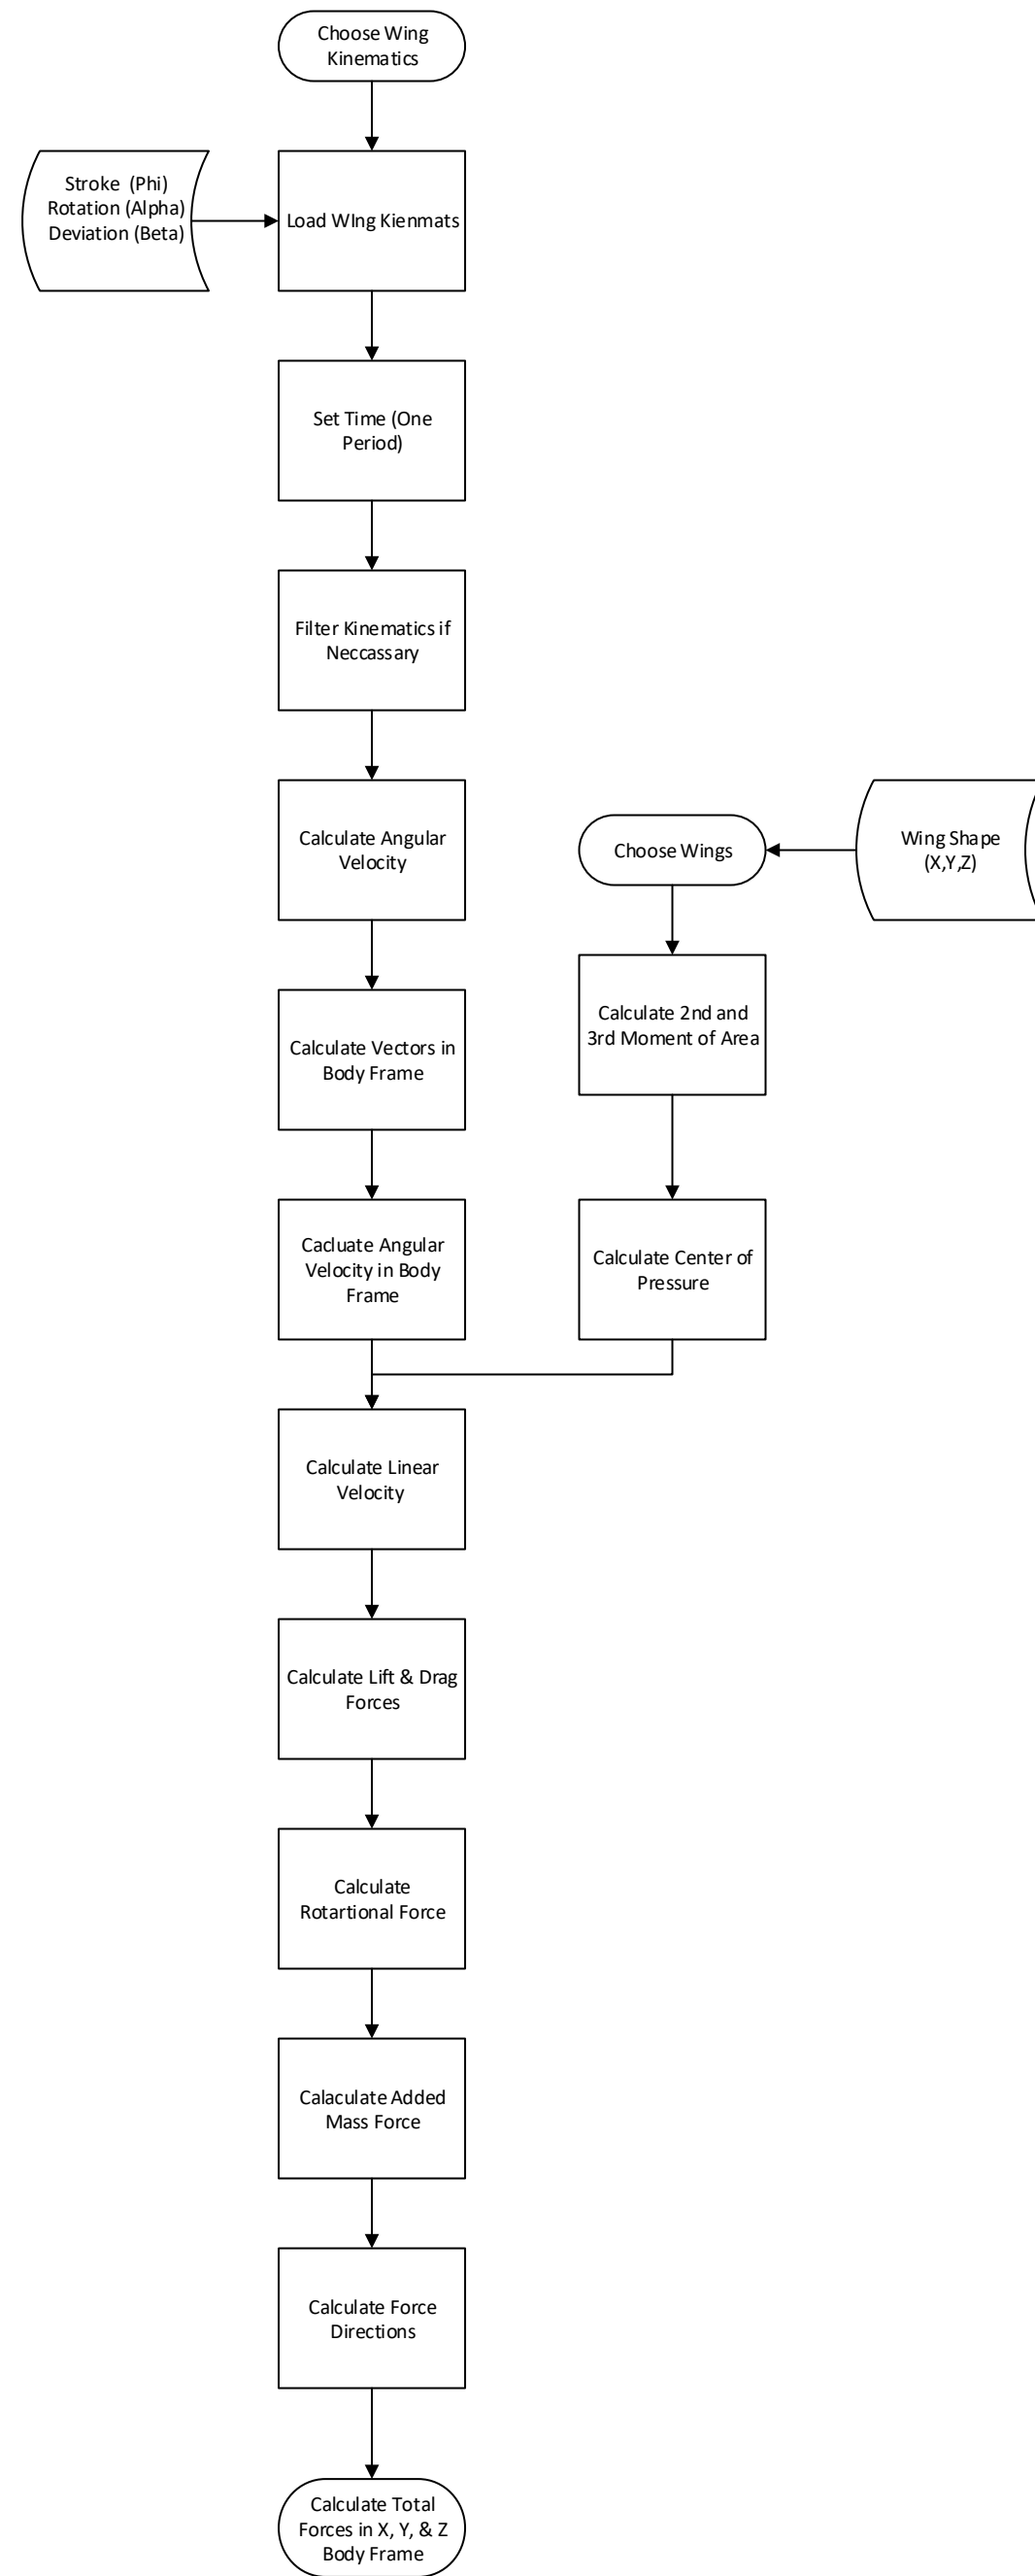 Choose Wing
Kinematics
Stroke (Phi)
Rotation (Alpha)
Deviation (Beta)
Load WIng Kienmats
Set Time (One
Period)
Filter Kinematics if
Neccassary
Calculate Angular
Velocity
Choose Wings
Wing Shape
(X,Y,Z)
Calculate Vectors in
Body Frame
Calculate 2nd and
3rd Moment of Area
Cacluate Angular
Velocity in Body
Frame
Calculate Center of
Pressure
Calculate Linear
Velocity
Calculate Lift & Drag
Forces
Calculate
Rotartional Force
Calaculate Added
Mass Force
Calculate Force
Directions
Calculate Total
Forces in X, Y, & Z
Body Frame